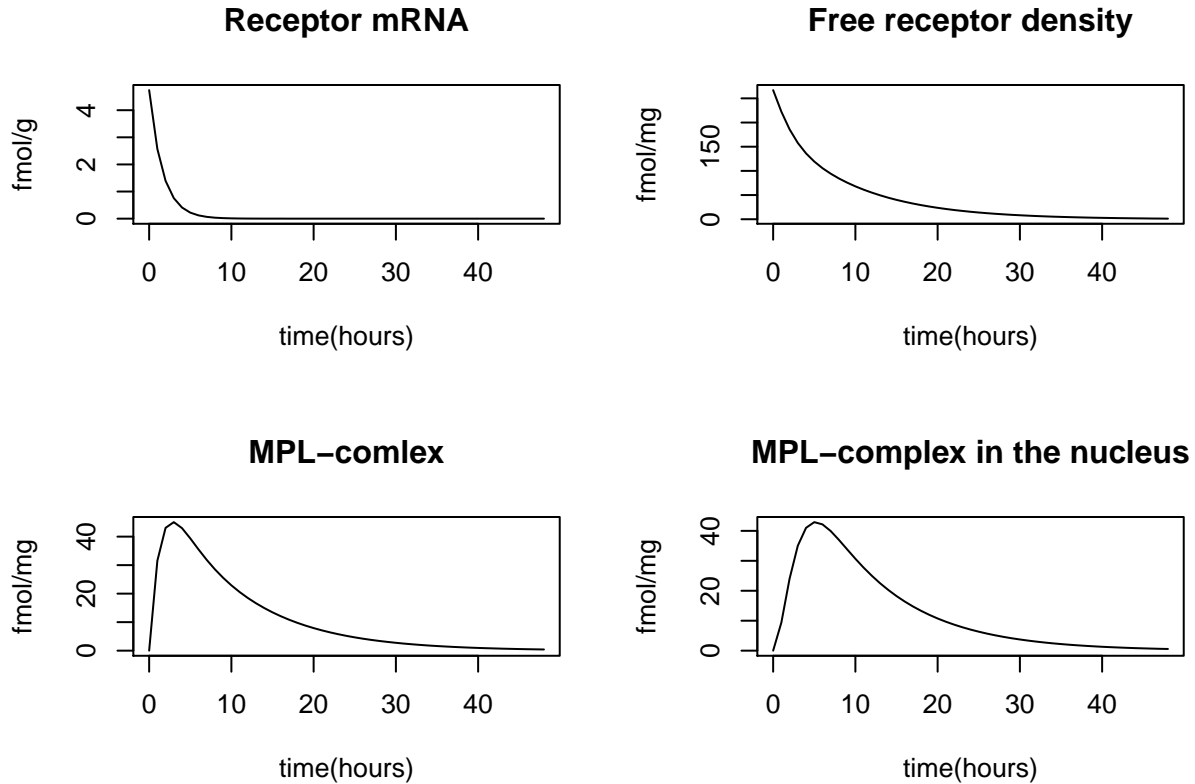 Receptor mRNA
fmol/g
0 2 4
0 10 20 30 40
time(hours)
Free receptor density
fmol/mg
0 150
0 10 20 30 40
time(hours)
MPL−comlex
fmol/mg
0 20 40
0 10 20 30 40
time(hours)
MPL−complex in the nucleus
fmol/mg
0 20 40
0 10 20 30 40
time(hours)